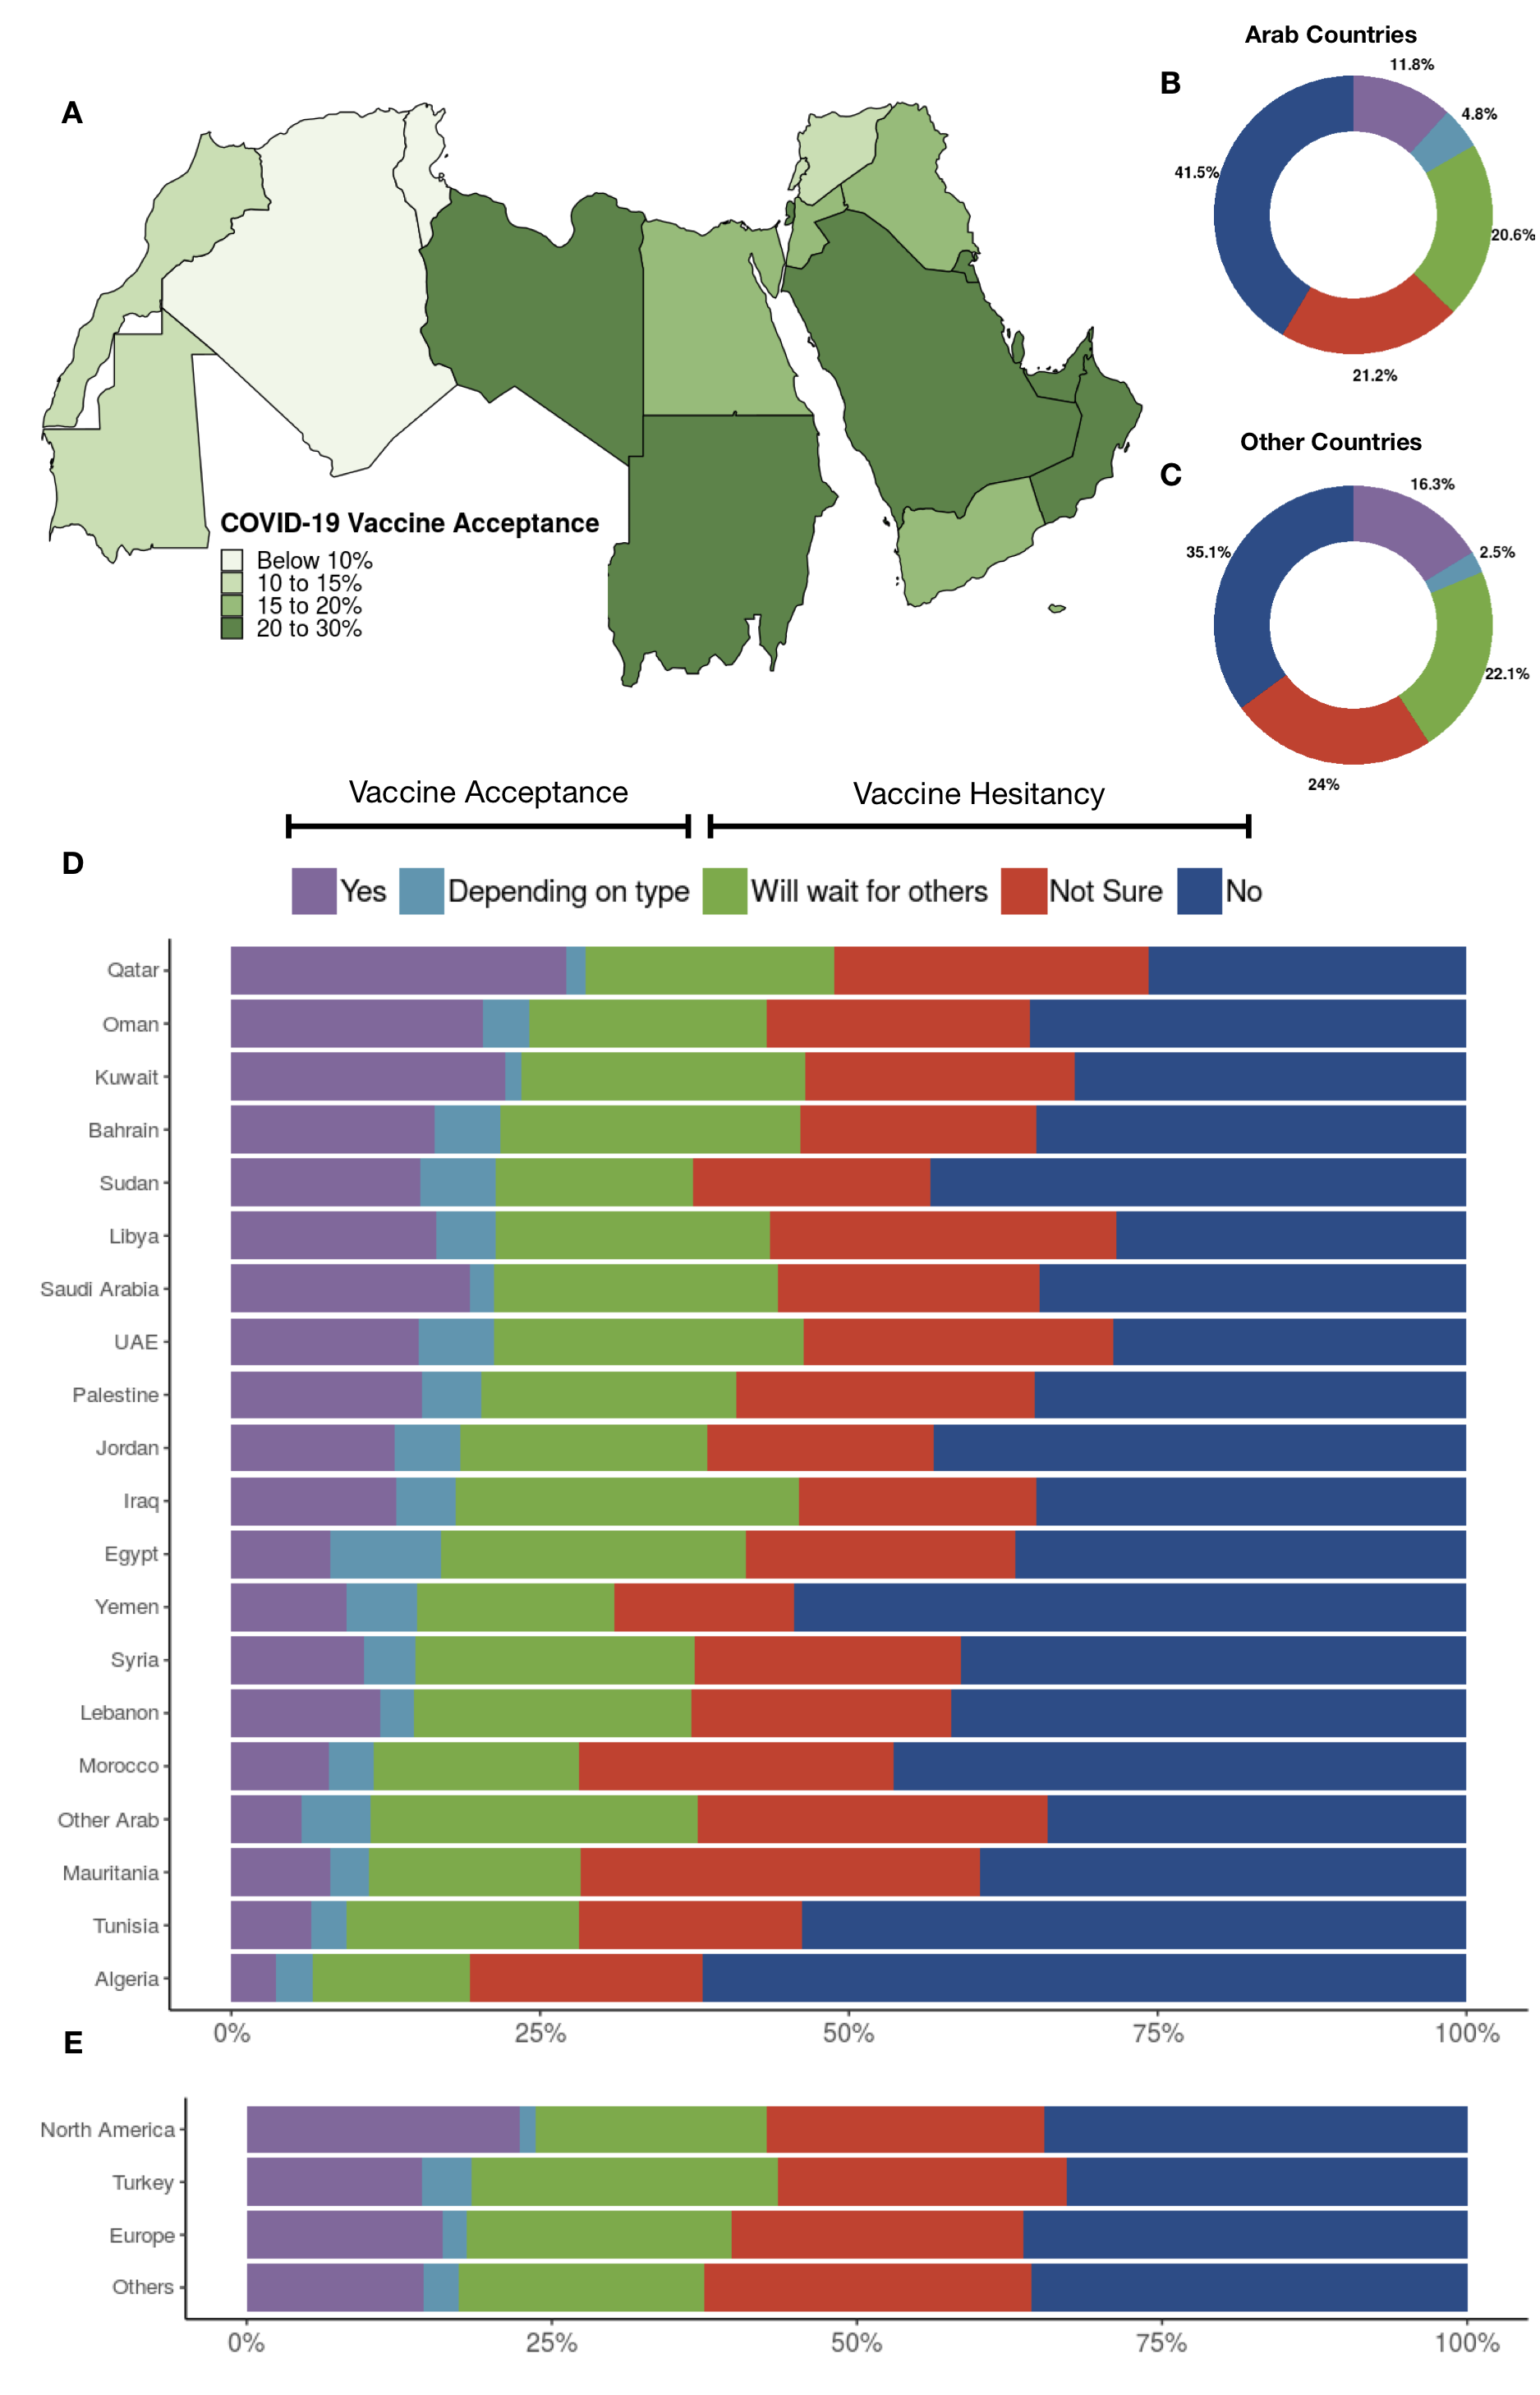 Arab Countries
A
B
11.8%
4.8%
41.5%
20.6%
21.2%
Other Countries
C
16.3%
2.5%
35.1%
22.1%
24%
COVID-19 Vaccine Acceptance
Below 10%
10 to 15%
15 to 20%
20 to 30%
Vaccine Acceptance
Vaccine Hesitancy
D
Yes
Depending on type
Will wait for others
Not Sure
No
Qatar
Oman
Kuwait
Bahrain
Sudan
Libya
Saudi Arabia
UAE
Palestine
Jordan
Iraq
Egypt
Yemen
Syria
Lebanon
Morocco
Other Arab
Mauritania
Tunisia
Algeria
0% 25% 50% 75% 100%
E
North America
Turkey
Europe
Others
0% 25% 50% 75% 100%